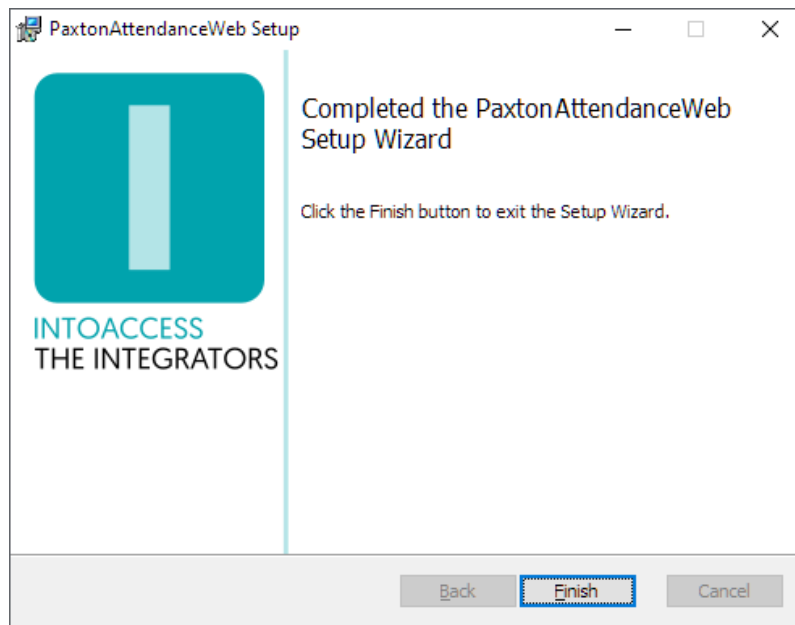 PaxtonAttendanceWeb Setup
Completed the PaxtonAttendanceWeb
Setup Wizard
Click the Finish button to exit the Setup Wizard.
INTOACCESS
THE INTEGRATORS
Back
Finish
Cancel